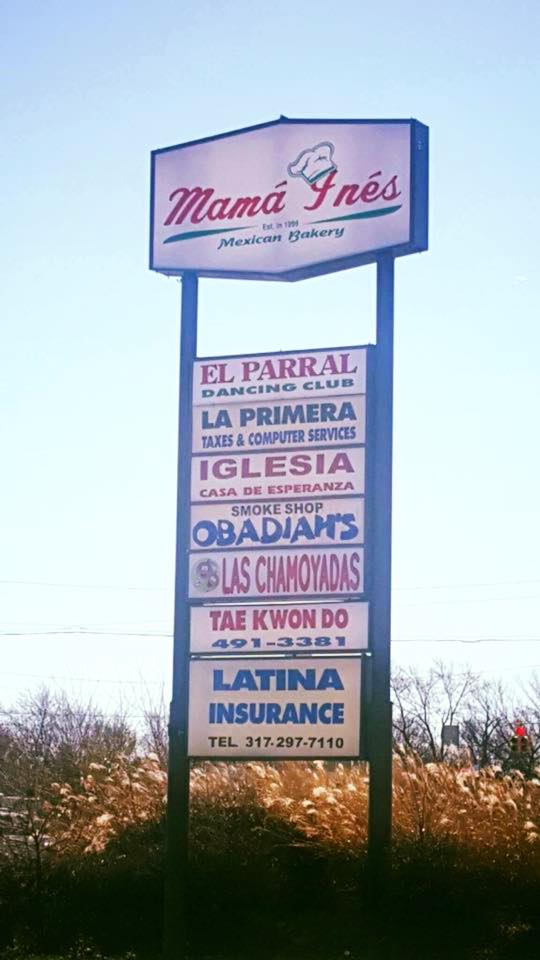 Mamá Inés
Est. in 1999
Mexican Bakery
EL PARRAL
DANCING CLUB
LA PRIMERA
TAXES & COMPUTER SERVICES
IGLESIA
CASA DE ESPERANZA
SMOKE SHOP
OBADIAH'S
LAS CHAMOYADAS
TAE KWON DO
491-3381
LATINA
INSURANCE
TEL 317-297-7110